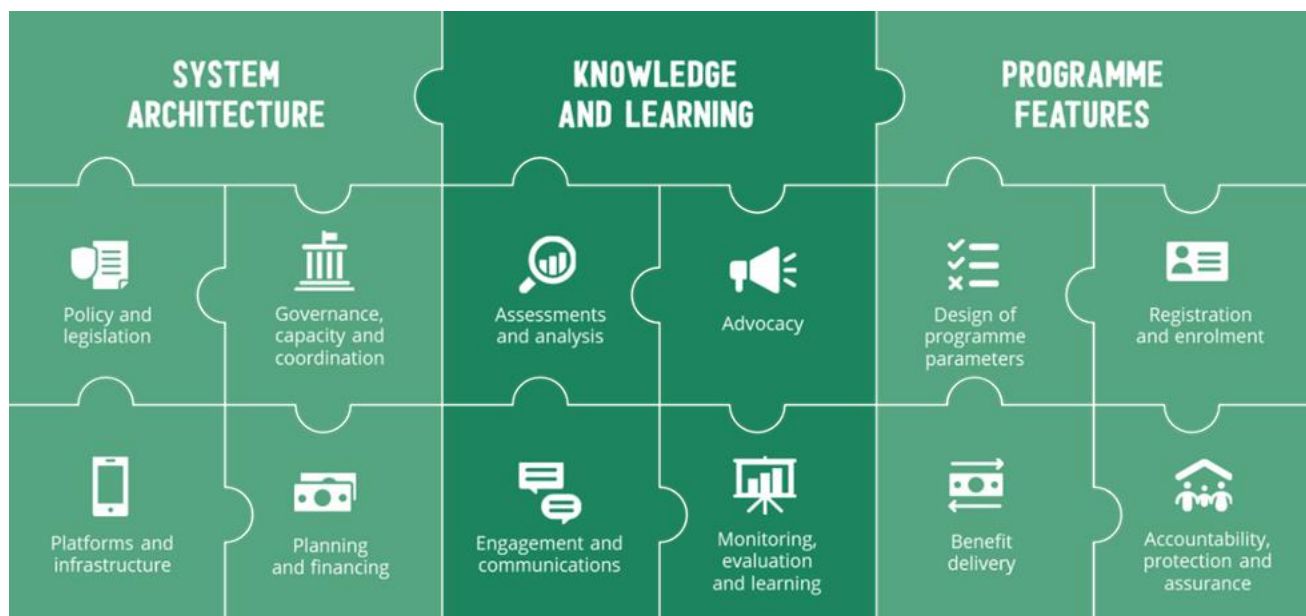 SYSTEM
ARCHITECTURE
KNOWLEDGE
AND LEARNING
PROGRAMME
FEATURES
Policy and
legislation
Governance,
capacity and
coordination
Assessments
and analysis
Advocacy
Design of
programme
parameters
Registration
and enrolment
Platforms and
infrastructure
Planning
and financing
Engagement and
communications
Monitoring,
evaluation
and learning
Benefit
delivery
Accountability,
protection and
assurance